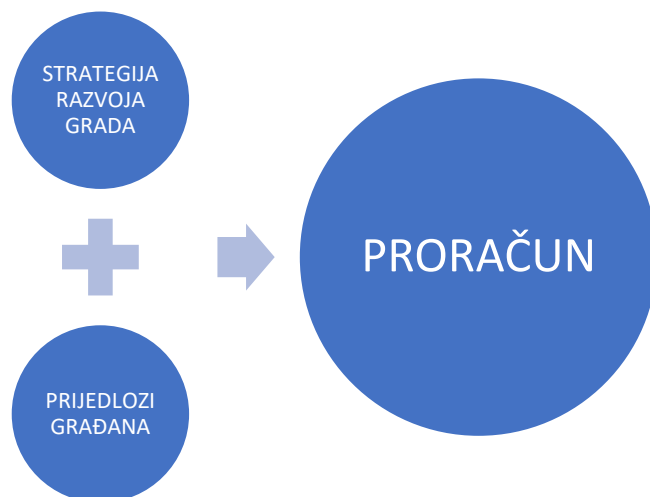 STRATEGIJA
RAZVOJA
GRADA
PRIJEDLOZI
GRAĐANA
PRORAČUN